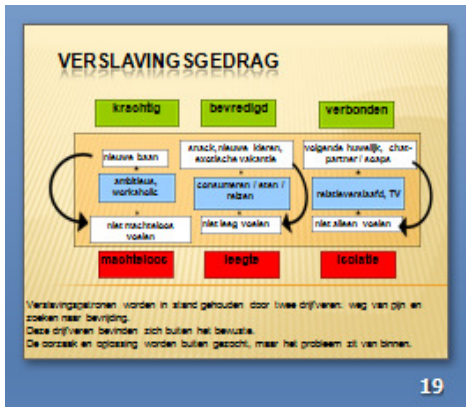 VERSLAVINGSGEDRAG
krachtig
bevredigd
verbonden
nieuwe baan
snack, nieuwe kleren,
exotische vakantie
volgende huwelijk, chat-
partner / soaps
ambitieus,
workaholic
consumeren / eten /
reizen
relatieverslaafd, TV
niet machteloos
voelen
niet leeg voelen
niet alleen voelen
machteloos
leegte
isolatie
Verslavingspatronen worden in stand gehouden door twee drijfveren: weg van pijn en
zoeken naar bevrijding.
Deze drijfveren bevinden zich buiten het bewuste.
De oorzaak en oplossing worden buiten gezocht, maar het probleem zit van binnen.
19